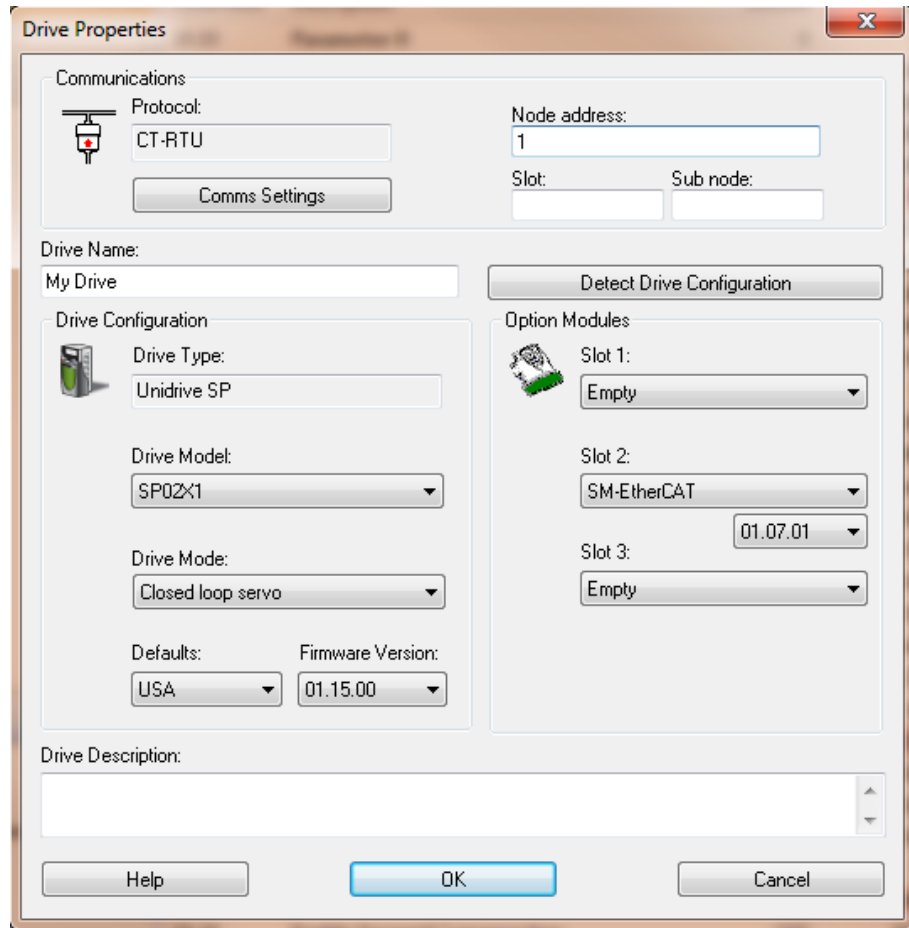 Drive Properties
Communications
Protocol:
CT-RTU
Comms Settings
Node address:
1
Slot:
Sub node:
Drive Name:
My Drive
Detect Drive Configuration
Drive Configuration
Drive Type:
Unidrive SP
Drive Model:
SP02X1
Drive Mode:
Closed loop servo
Defaults:
Firmware Version:
USA
01.15.00
Option Modules
Slot 1:
Empty
Slot 2:
SM-EtherCAT
01.07.01
Slot 3:
Empty
Drive Description:
Help
OK
Cancel